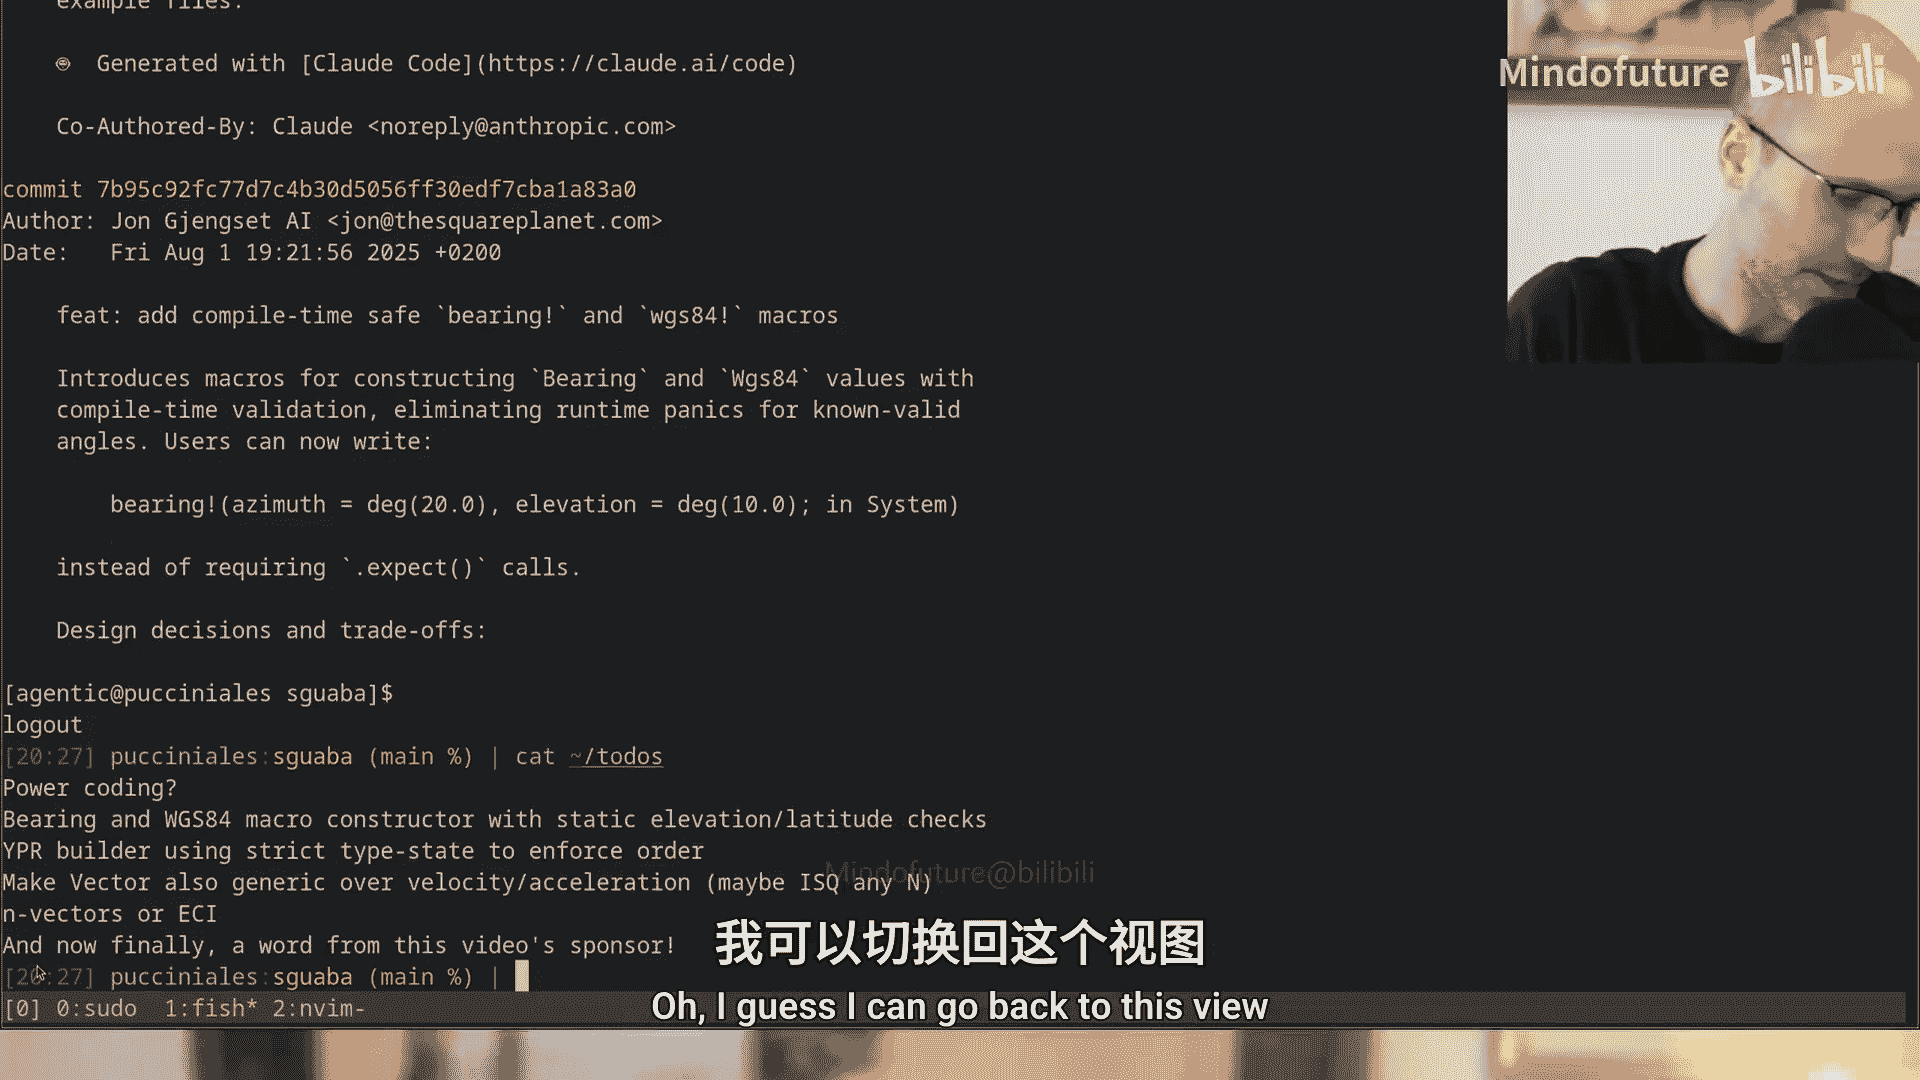 example files.
Generated with [Claude Code](https://claude.ai/code)
Co-Authored-By: Claude <noreply@anthropic.com>
commit 7b95c92fc77d7c4b30d5056ff30edf7cba1a83a0
Author: Jon Gjengset AI <jon@thesquareplanet.com>
Date:   Fri Aug 1 19:21:56 2025 +0200
feat: add compile-time safe `bearing!` and `wgs84!` macros
Introduces macros for constructing `Bearing` and `Wgs84` values with
compile-time validation, eliminating runtime panics for known-valid
angles. Users can now write:
bearing!(azimuth = deg(20.0), elevation = deg(10.0); in System)
instead of requiring `.expect()` calls.
Design decisions and trade-offs:
[agentic@pucciniales sguaba]$
logout
[20:27] pucciniales:sguaba (main %) | cat ~/todos
Power coding?
Bearing and WGS84 macro constructor with static elevation/latitude checks
YPR builder using strict type-state to enforce order
Make Vector also generic over velocity/acceleration (maybe ISQ any N)
n-vectors or ECI
And now finally, a word from this video's sponsor!
[20:27] pucciniales:sguaba (main %) |
[0] 0:sudo  1:fish* 2:nvim-
Mindofuture bilibili
Mindofuture@bilibili
我可以切换回这个视图
Oh, I guess I can go back to this view